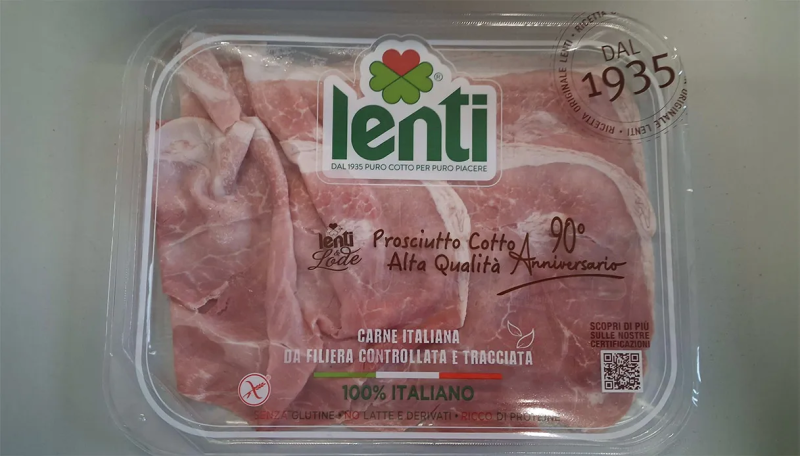 ®
lenti
DAL 1935 PURO COTTO PER PURO PIACERE
DAL
1935
RICETTA ORIGINALE LENTI • RICETTA ORIGINALE LENTI •
lenti
& Lode
Prosciutto Cotto
Alta Qualità
90°
Anniversario
CARNE ITALIANA
DA FILIERA CONTROLLATA E TRACCIATA
100% ITALIANO
SENZA GLUTINE • NO LATTE E DERIVATI • RICCO DI PROTEINE
SCOPRI DI PIÙ
SULLE NOSTRE
CERTIFICAZIONI